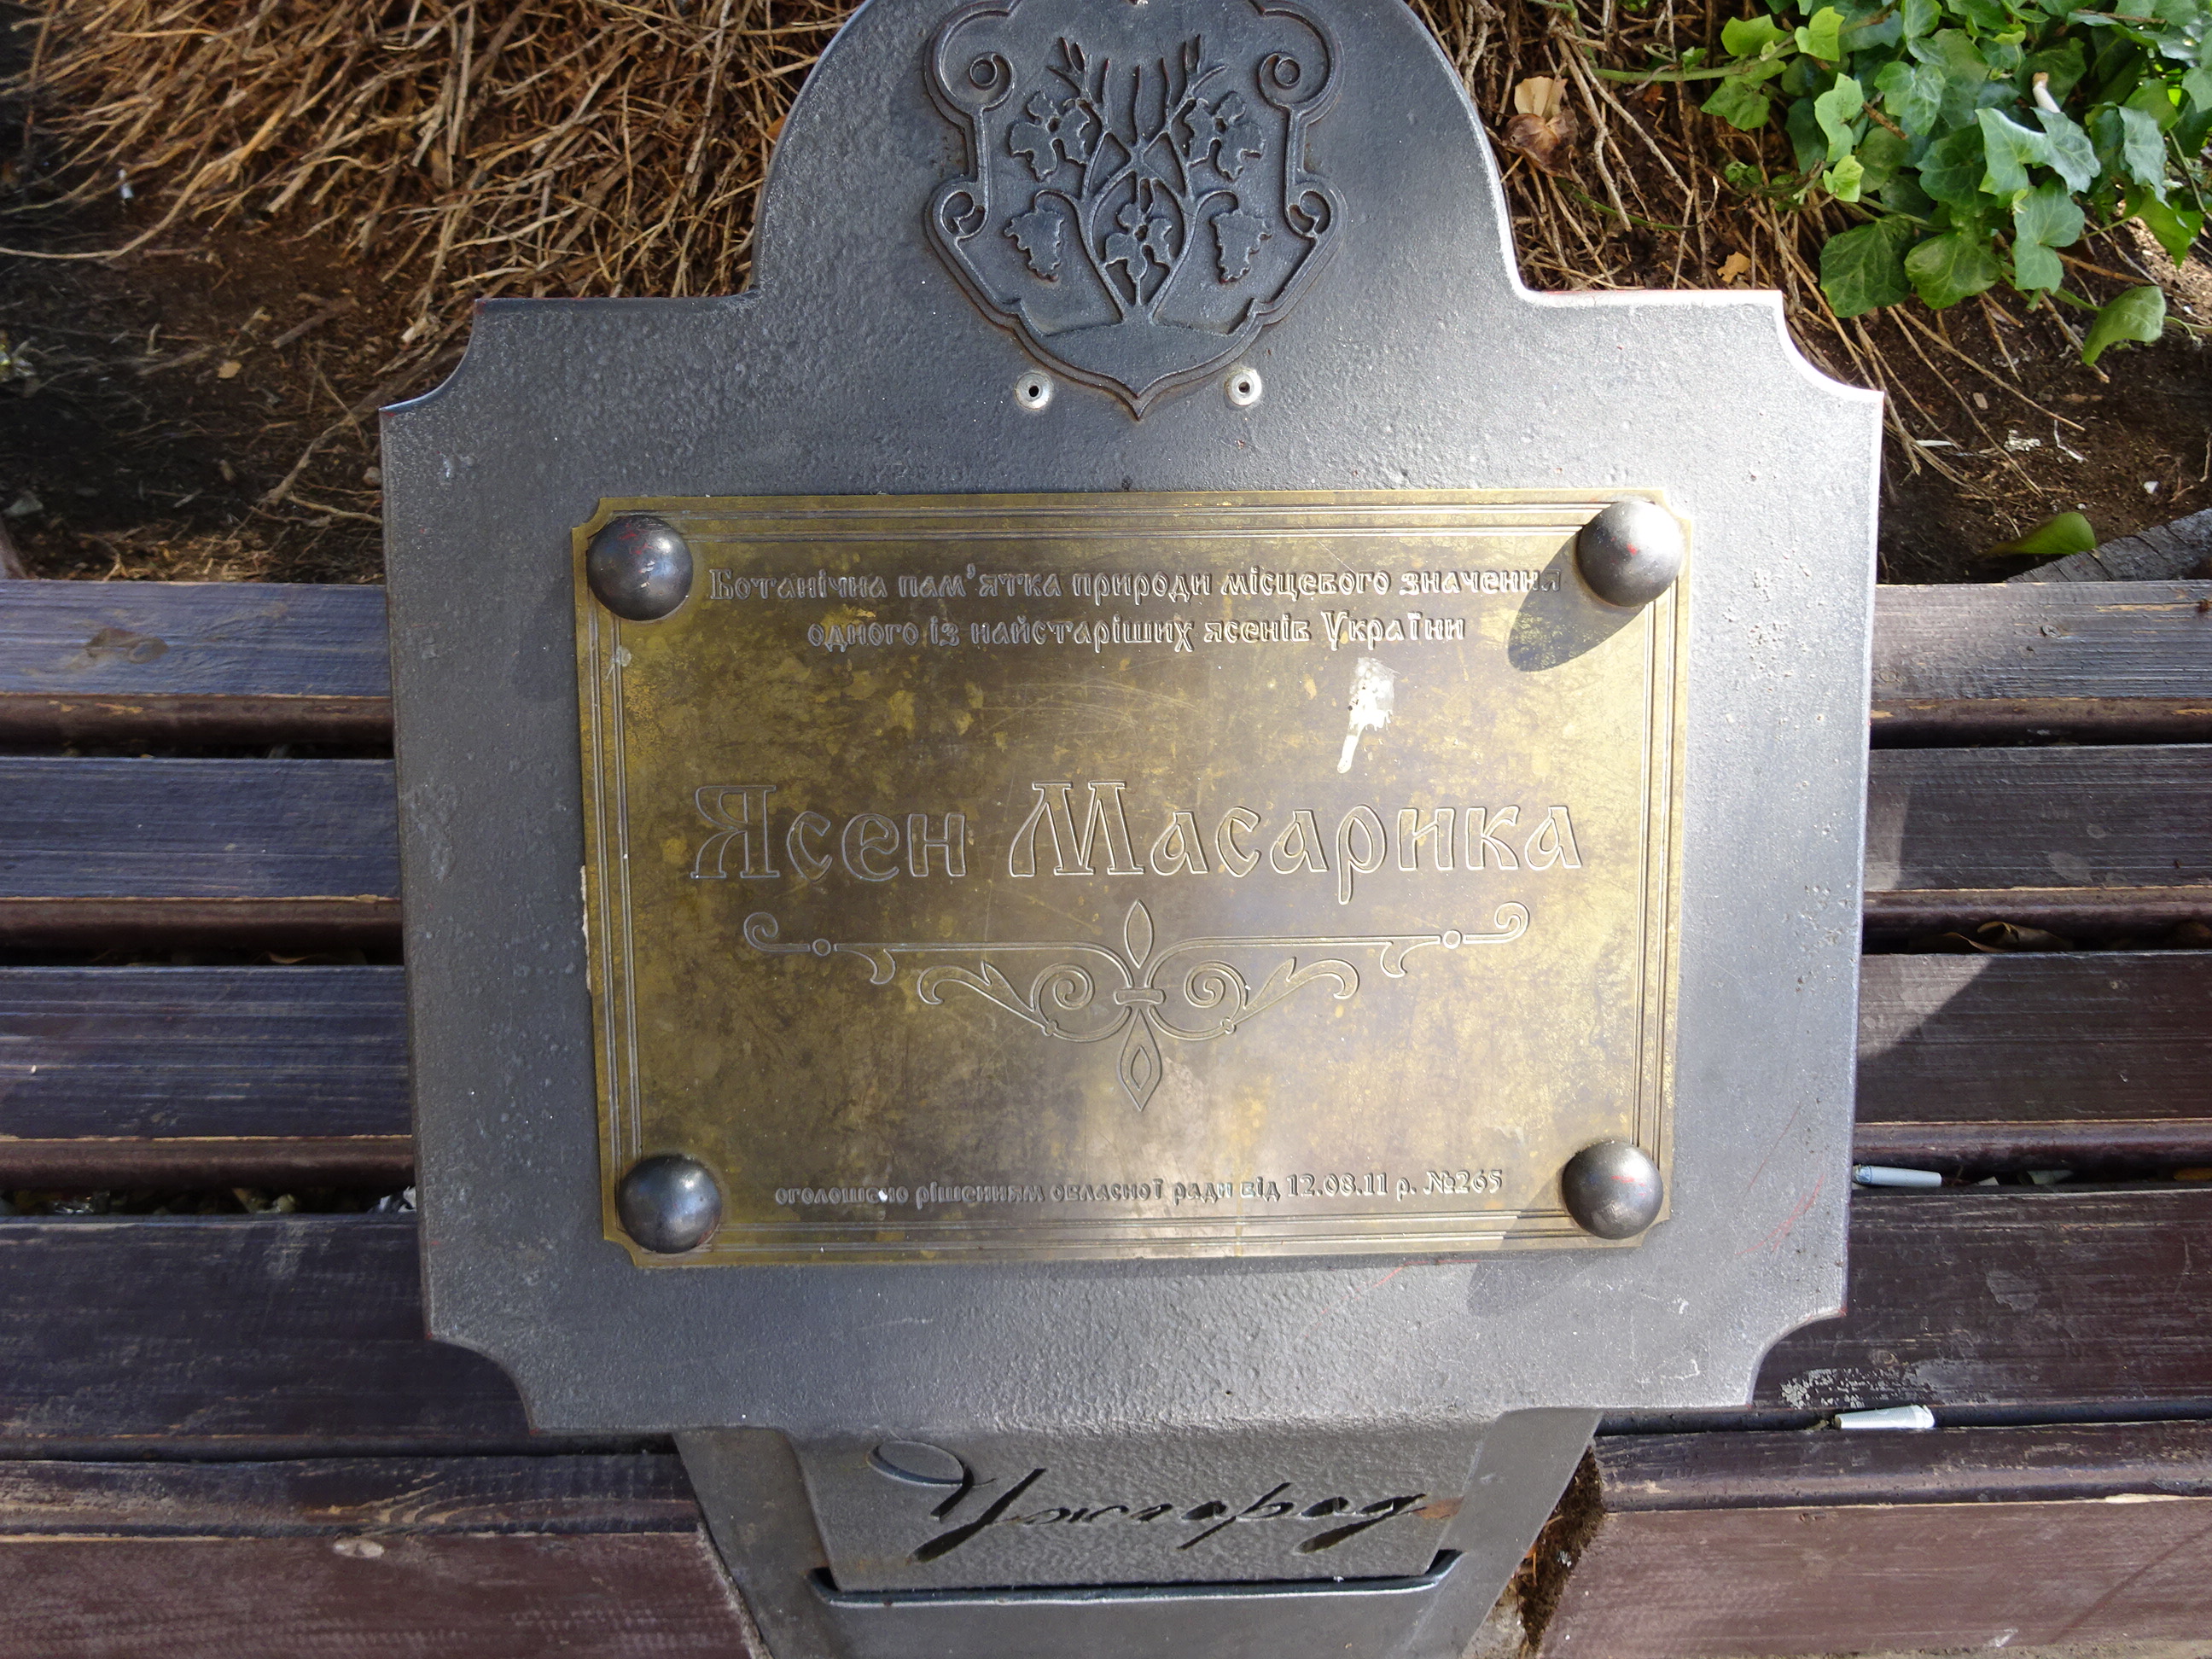 Ботанічна пам'ятка природи місцевого значення
одного із найстаріших ясенів України
Ясен Масарика
оголошено рішенням обласної ради від 12.08.11 р. №265
Ужгород